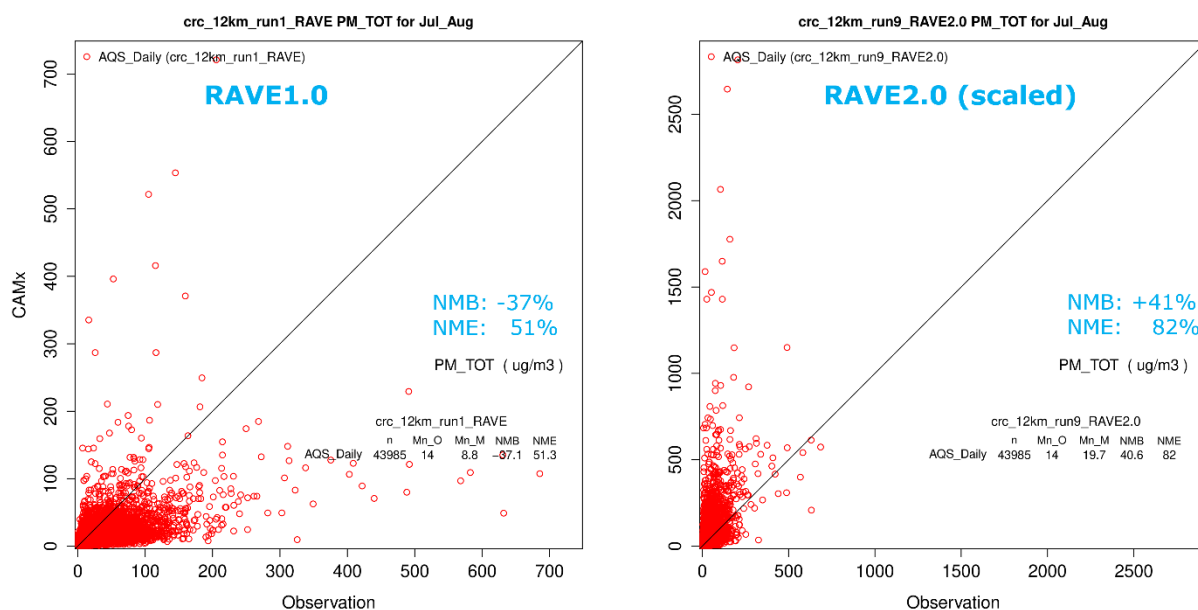 crc_12km_run1_RAVE PM_TOT for Jul_Aug
AQS_Daily (crc_12km_run1_RAVE)
RAVE1.0
NMB: -37%
NME: 51%
PM_TOT ( ug/m3 )
crc_12km_run1_RAVE
n Mn_O Mn_M NMB NME
AQS_Daily 43985 14 8.8 −37.1 51.3
CAMx
0
100
200
300
400
500
600
700
0 100 200 300 400 500 600 700
Observation
crc_12km_run9_RAVE2.0 PM_TOT for Jul_Aug
AQS_Daily (crc_12km_run9_RAVE2.0)
RAVE2.0 (scaled)
NMB: +41%
NME: 82%
PM_TOT ( ug/m3 )
crc_12km_run9_RAVE2.0
n Mn_O Mn_M NMB NME
AQS_Daily 43985 14 19.7 40.6 82
0
500
1000
1500
2000
2500
0 500 1000 1500 2000 2500
Observation